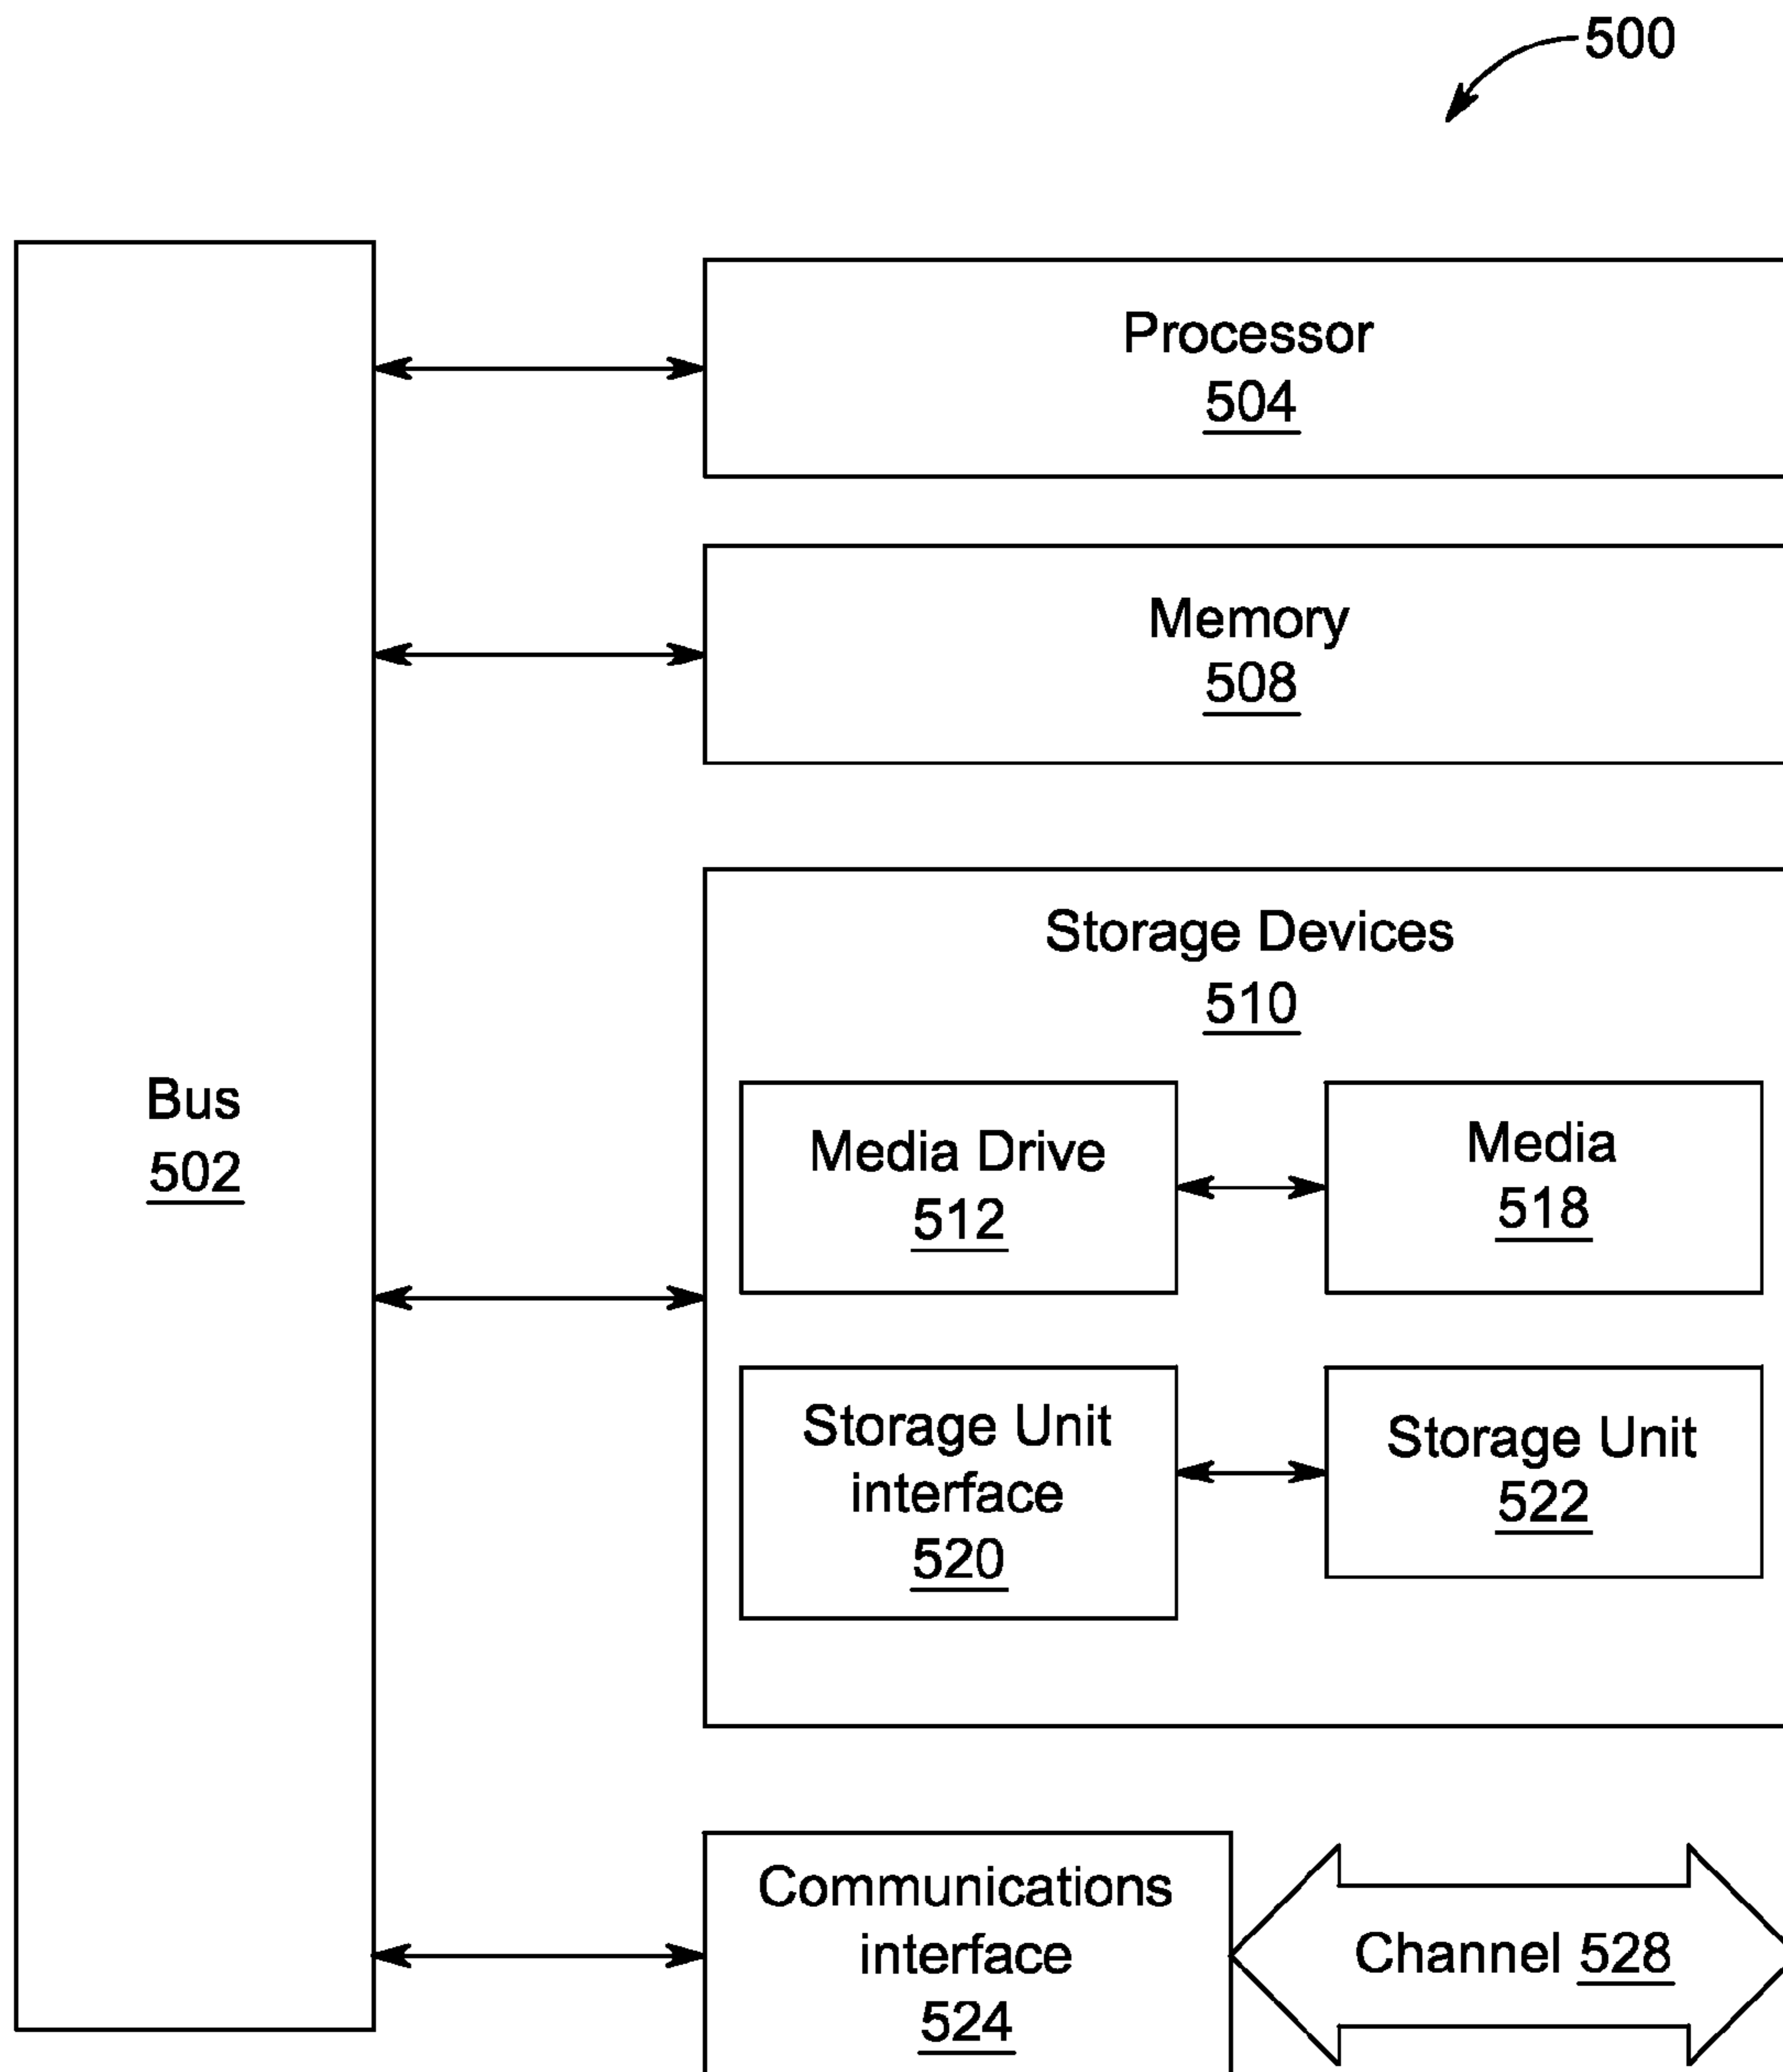 500
Processor
504
Memory
508
Storage Devices
510
Bus
502
Media Drive
512
Media
518
Storage Unit
interface
520
Storage Unit
522
Communications
interface
524
Channel 528